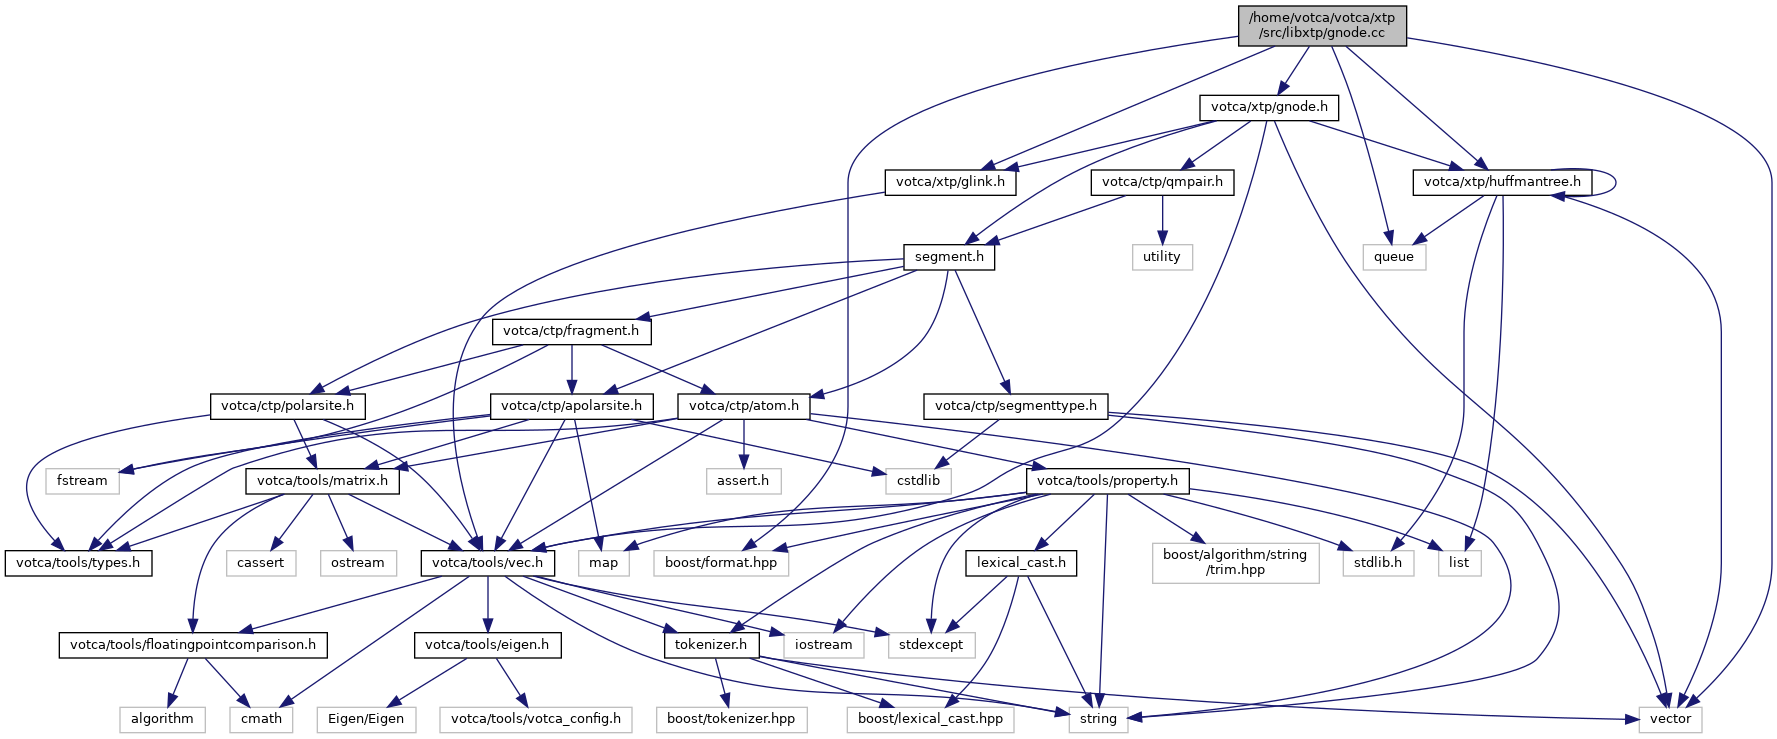 /home/votca/votca/xtp
/src/libxtp/gnode.cc
votca/xtp/gnode.h
votca/xtp/glink.h
votca/ctp/qmpair.h
votca/xtp/huffmantree.h
segment.h
utility
queue
votca/ctp/fragment.h
votca/ctp/polarsite.h
votca/ctp/apolarsite.h
votca/ctp/atom.h
votca/ctp/segmenttype.h
fstream
votca/tools/matrix.h
assert.h
cstdlib
votca/tools/property.h
votca/tools/types.h
cassert
ostream
votca/tools/vec.h
map
boost/format.hpp
lexical_cast.h
boost/algorithm/string
/trim.hpp
stdlib.h
list
votca/tools/floatingpointcomparison.h
votca/tools/eigen.h
tokenizer.h
iostream
stdexcept
algorithm
cmath
Eigen/Eigen
votca/tools/votca_config.h
boost/tokenizer.hpp
boost/lexical_cast.hpp
string
vector